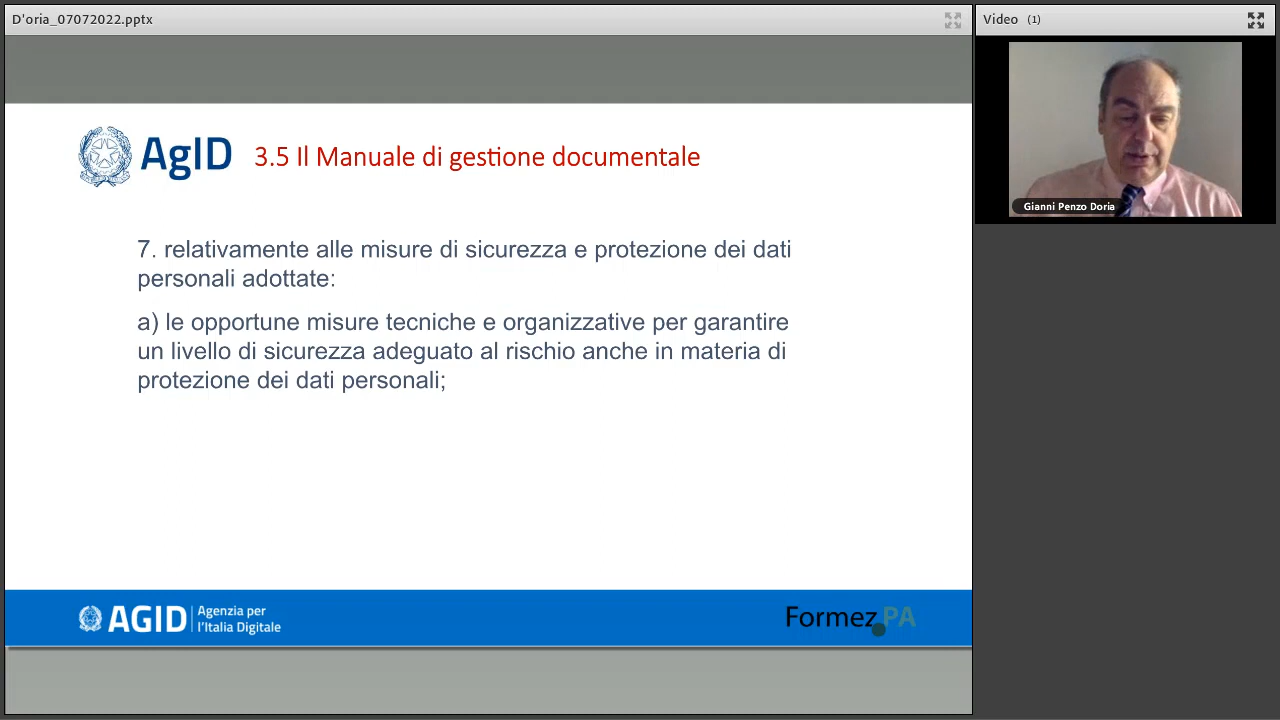 D'oria_07072022.pptx
Video (1)
Gianni Penzo Doria
AgID 3.5 Il Manuale di gestione documentale
7. relativamente alle misure di sicurezza e protezione dei dati
personali adottate:
a) le opportune misure tecniche e organizzative per garantire
un livello di sicurezza adeguato al rischio anche in materia di
protezione dei dati personali;
AGID Agenzia per
l'Italia Digitale
Formez PA